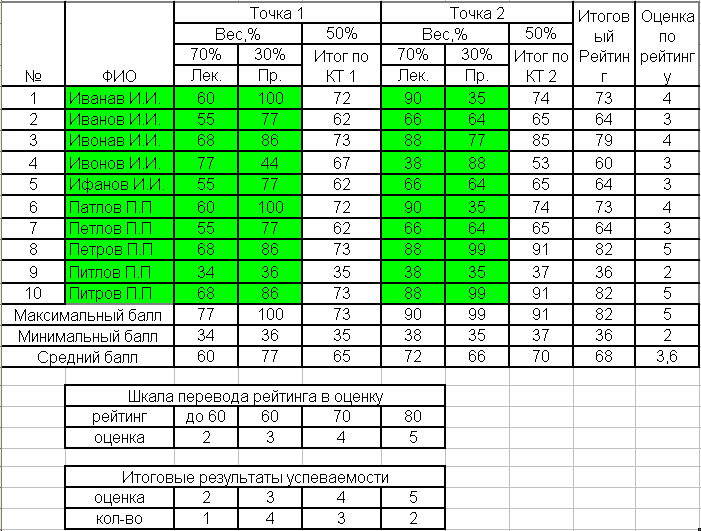 Точка 1 Точка 2 Итоговый Рейтинг Оценка по рейтингу
Вес,% 50% Вес,% 50%
70% 30% Итог по КТ 1 70% 30% Итог по КТ 2
№ ФИО Лек. Пр. Лек. Пр.
1 Иванав И.И. 60 100 72 90 35 74 73 4
2 Иванов И.И. 55 77 62 66 64 65 64 3
3 Ивонав И.И. 68 86 73 88 77 85 79 4
4 Ивонов И.И. 77 44 67 38 88 53 60 3
5 Ифанов И.И. 55 77 62 66 64 65 64 3
6 Патлов П.П 60 100 72 90 35 74 73 4
7 Петлов П.П 55 77 62 66 64 65 64 3
8 Петров П.П 68 86 73 88 99 91 82 5
9 Питлов П.П 34 36 35 38 35 37 36 2
10 Питров П.П 68 86 73 88 99 91 82 5
Максимальный балл 77 100 73 90 99 91 82 5
Минимальный балл 34 36 35 38 35 37 36 2
Средний балл 60 77 65 72 66 70 68 3,6
Шкала перевода рейтинга в оценку
рейтинг до 60 60 70 80
оценка 2 3 4 5
Итоговые результаты успеваемости
оценка 2 3 4 5
кол-во 1 4 3 2